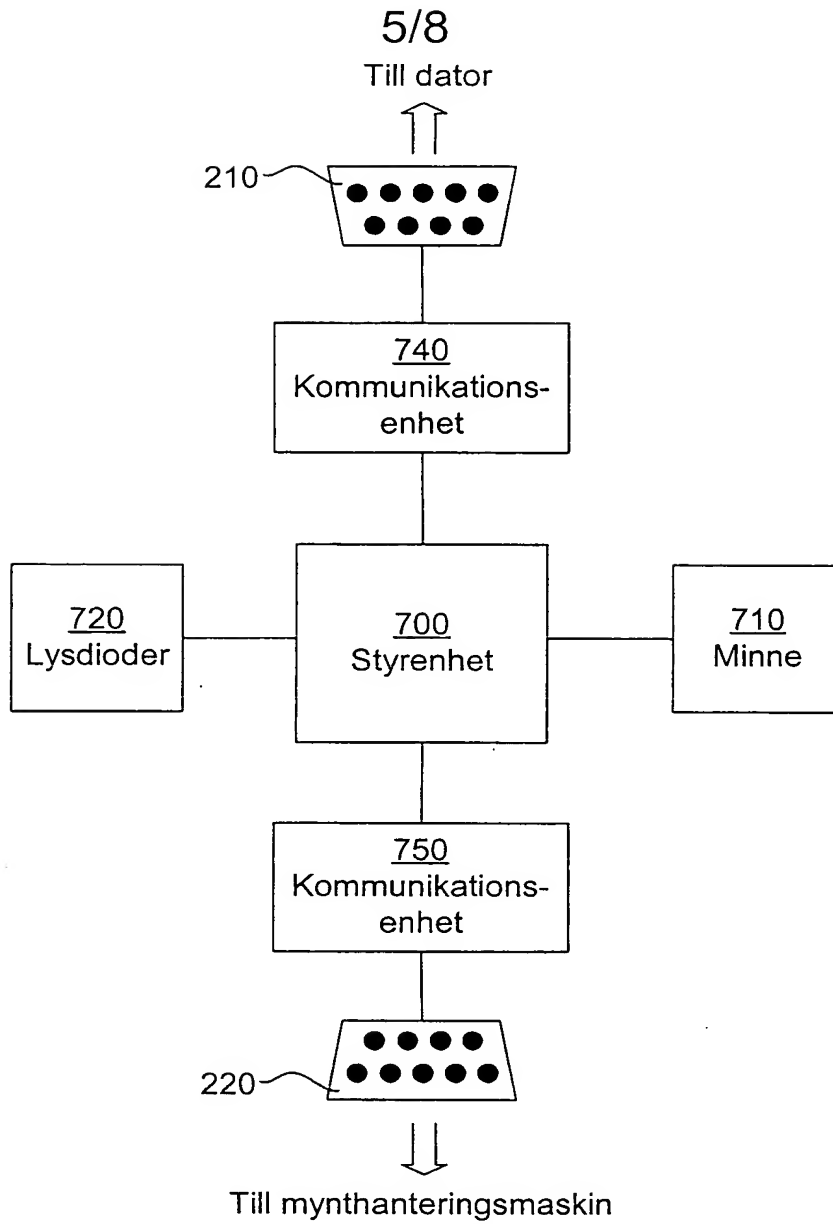 5/8
Till dator
210
740
Kommunikations-
enhet
720
Lysdioder
700
Styrenhet
710
Minne
750
Kommunikations-
enhet
220
Till mynthanteringsmaskin